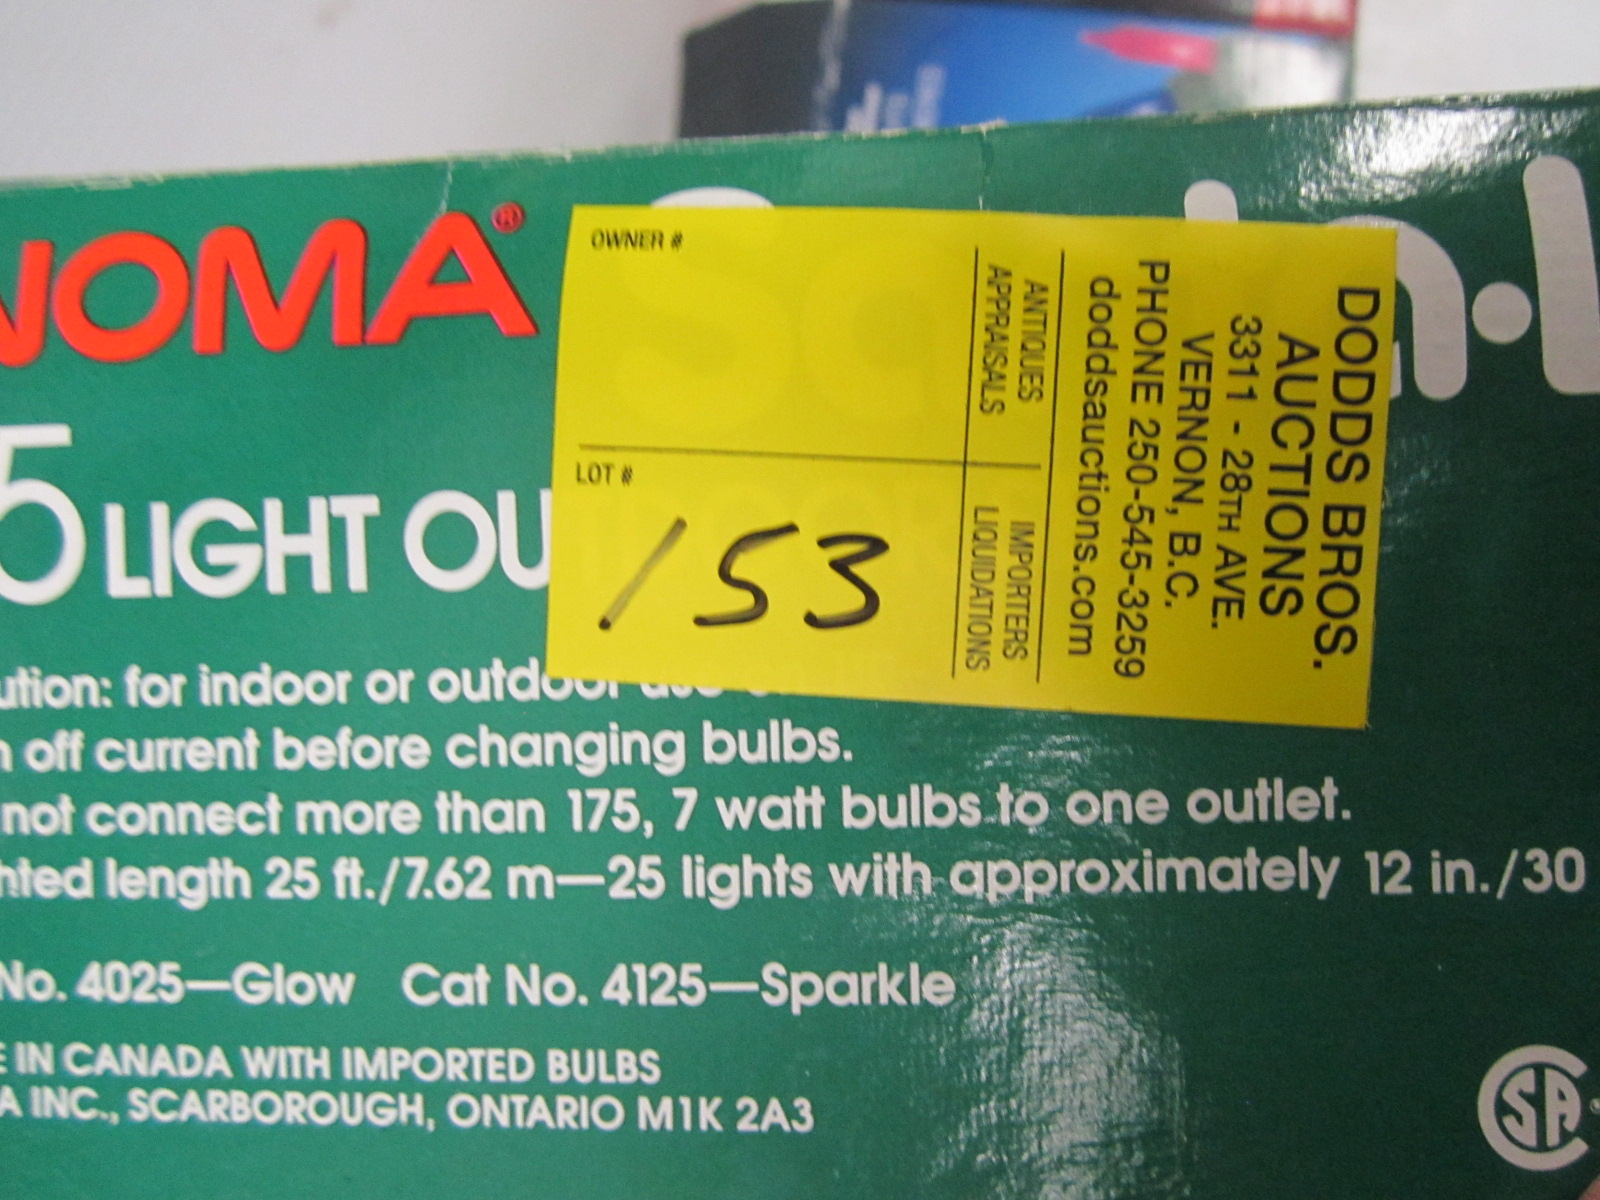 NOMA®
5 LIGHT OU
ution: for indoor or outdoor use
off current before changing bulbs.
not connect more than 175, 7 watt bulbs to one outlet.
hted length 25 ft./7.62 m—25 lights with approximately 12 in./30
No. 4025—Glow Cat No. 4125—Sparkle
E IN CANADA WITH IMPORTED BULBS
A INC., SCARBOROUGH, ONTARIO M1K 2A3
CSA
OWNER #
LOT #
153
DODDS BROS.
AUCTIONS
3311 - 28TH AVE.
VERNON, B.C.
PHONE 250-545-3259
doddsauctions.com
ANTIQUES
APPRAISALS
IMPORTERS
LIQUIDATIONS